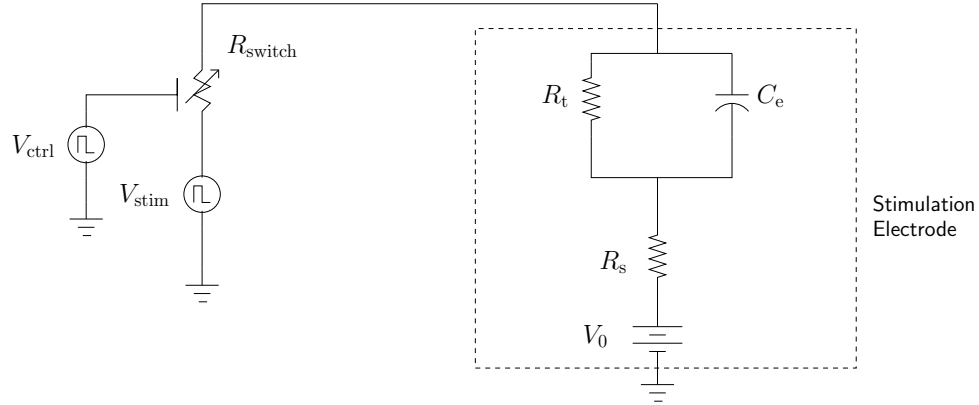 R_switch
V_ctrl
V_stim
R_t
C_e
R_s
V_0
Stimulation
Electrode